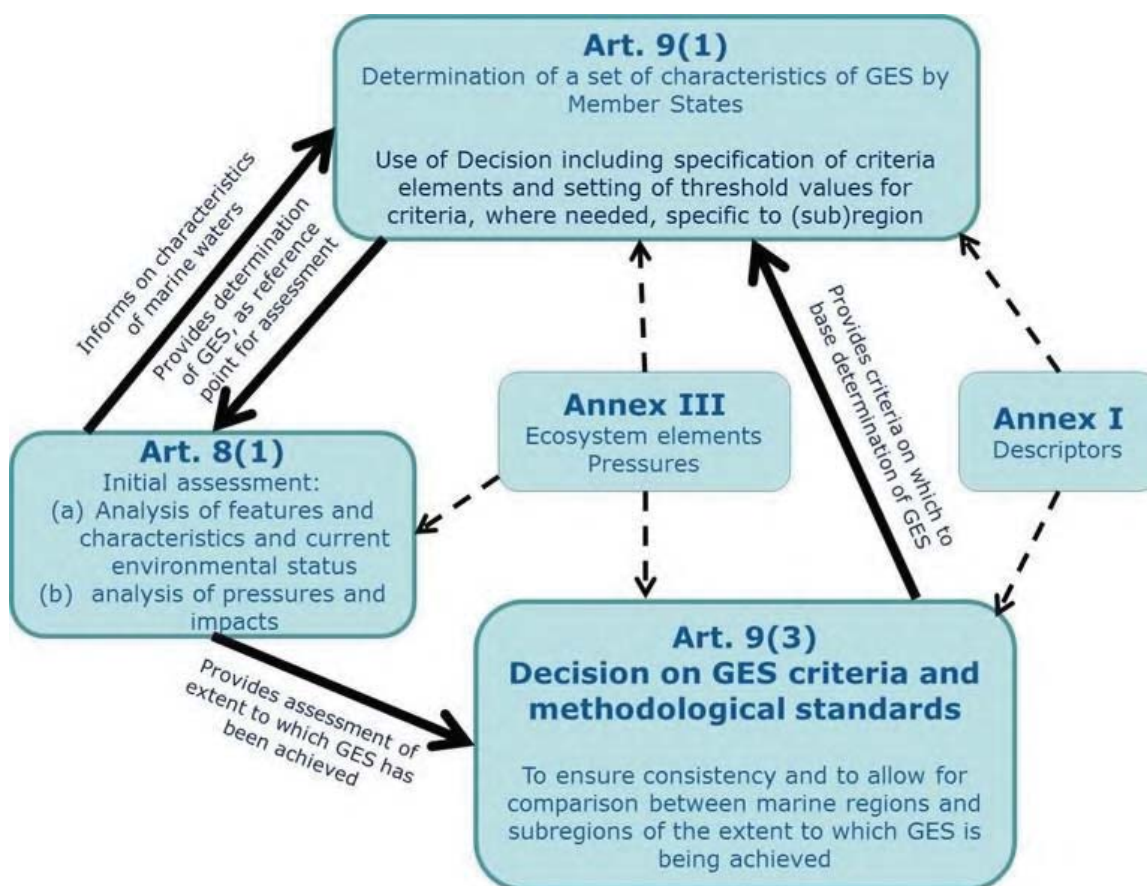 Art. 9(1)
Determination of a set of characteristics of GES by
Member States
Use of Decision including specification of criteria
elements and setting of threshold values for
criteria, where needed, specific to (sub)region
Informs on characteristics
of marine waters
Provides determination
of GES, as reference
point for assessment
Provides criteria on which to
base determination of GES
Annex III
Ecosystem elements
Pressures
Annex I
Descriptors
Art. 8(1)
Initial assessment:
(a) Analysis of features and
characteristics and current
environmental status
(b) analysis of pressures and
impacts
Provides assessment of
extent to which GES has
been achieved
Art. 9(3)
Decision on GES criteria and
methodological standards
To ensure consistency and to allow for
comparison between marine regions and
subregions of the extent to which GES is
being achieved